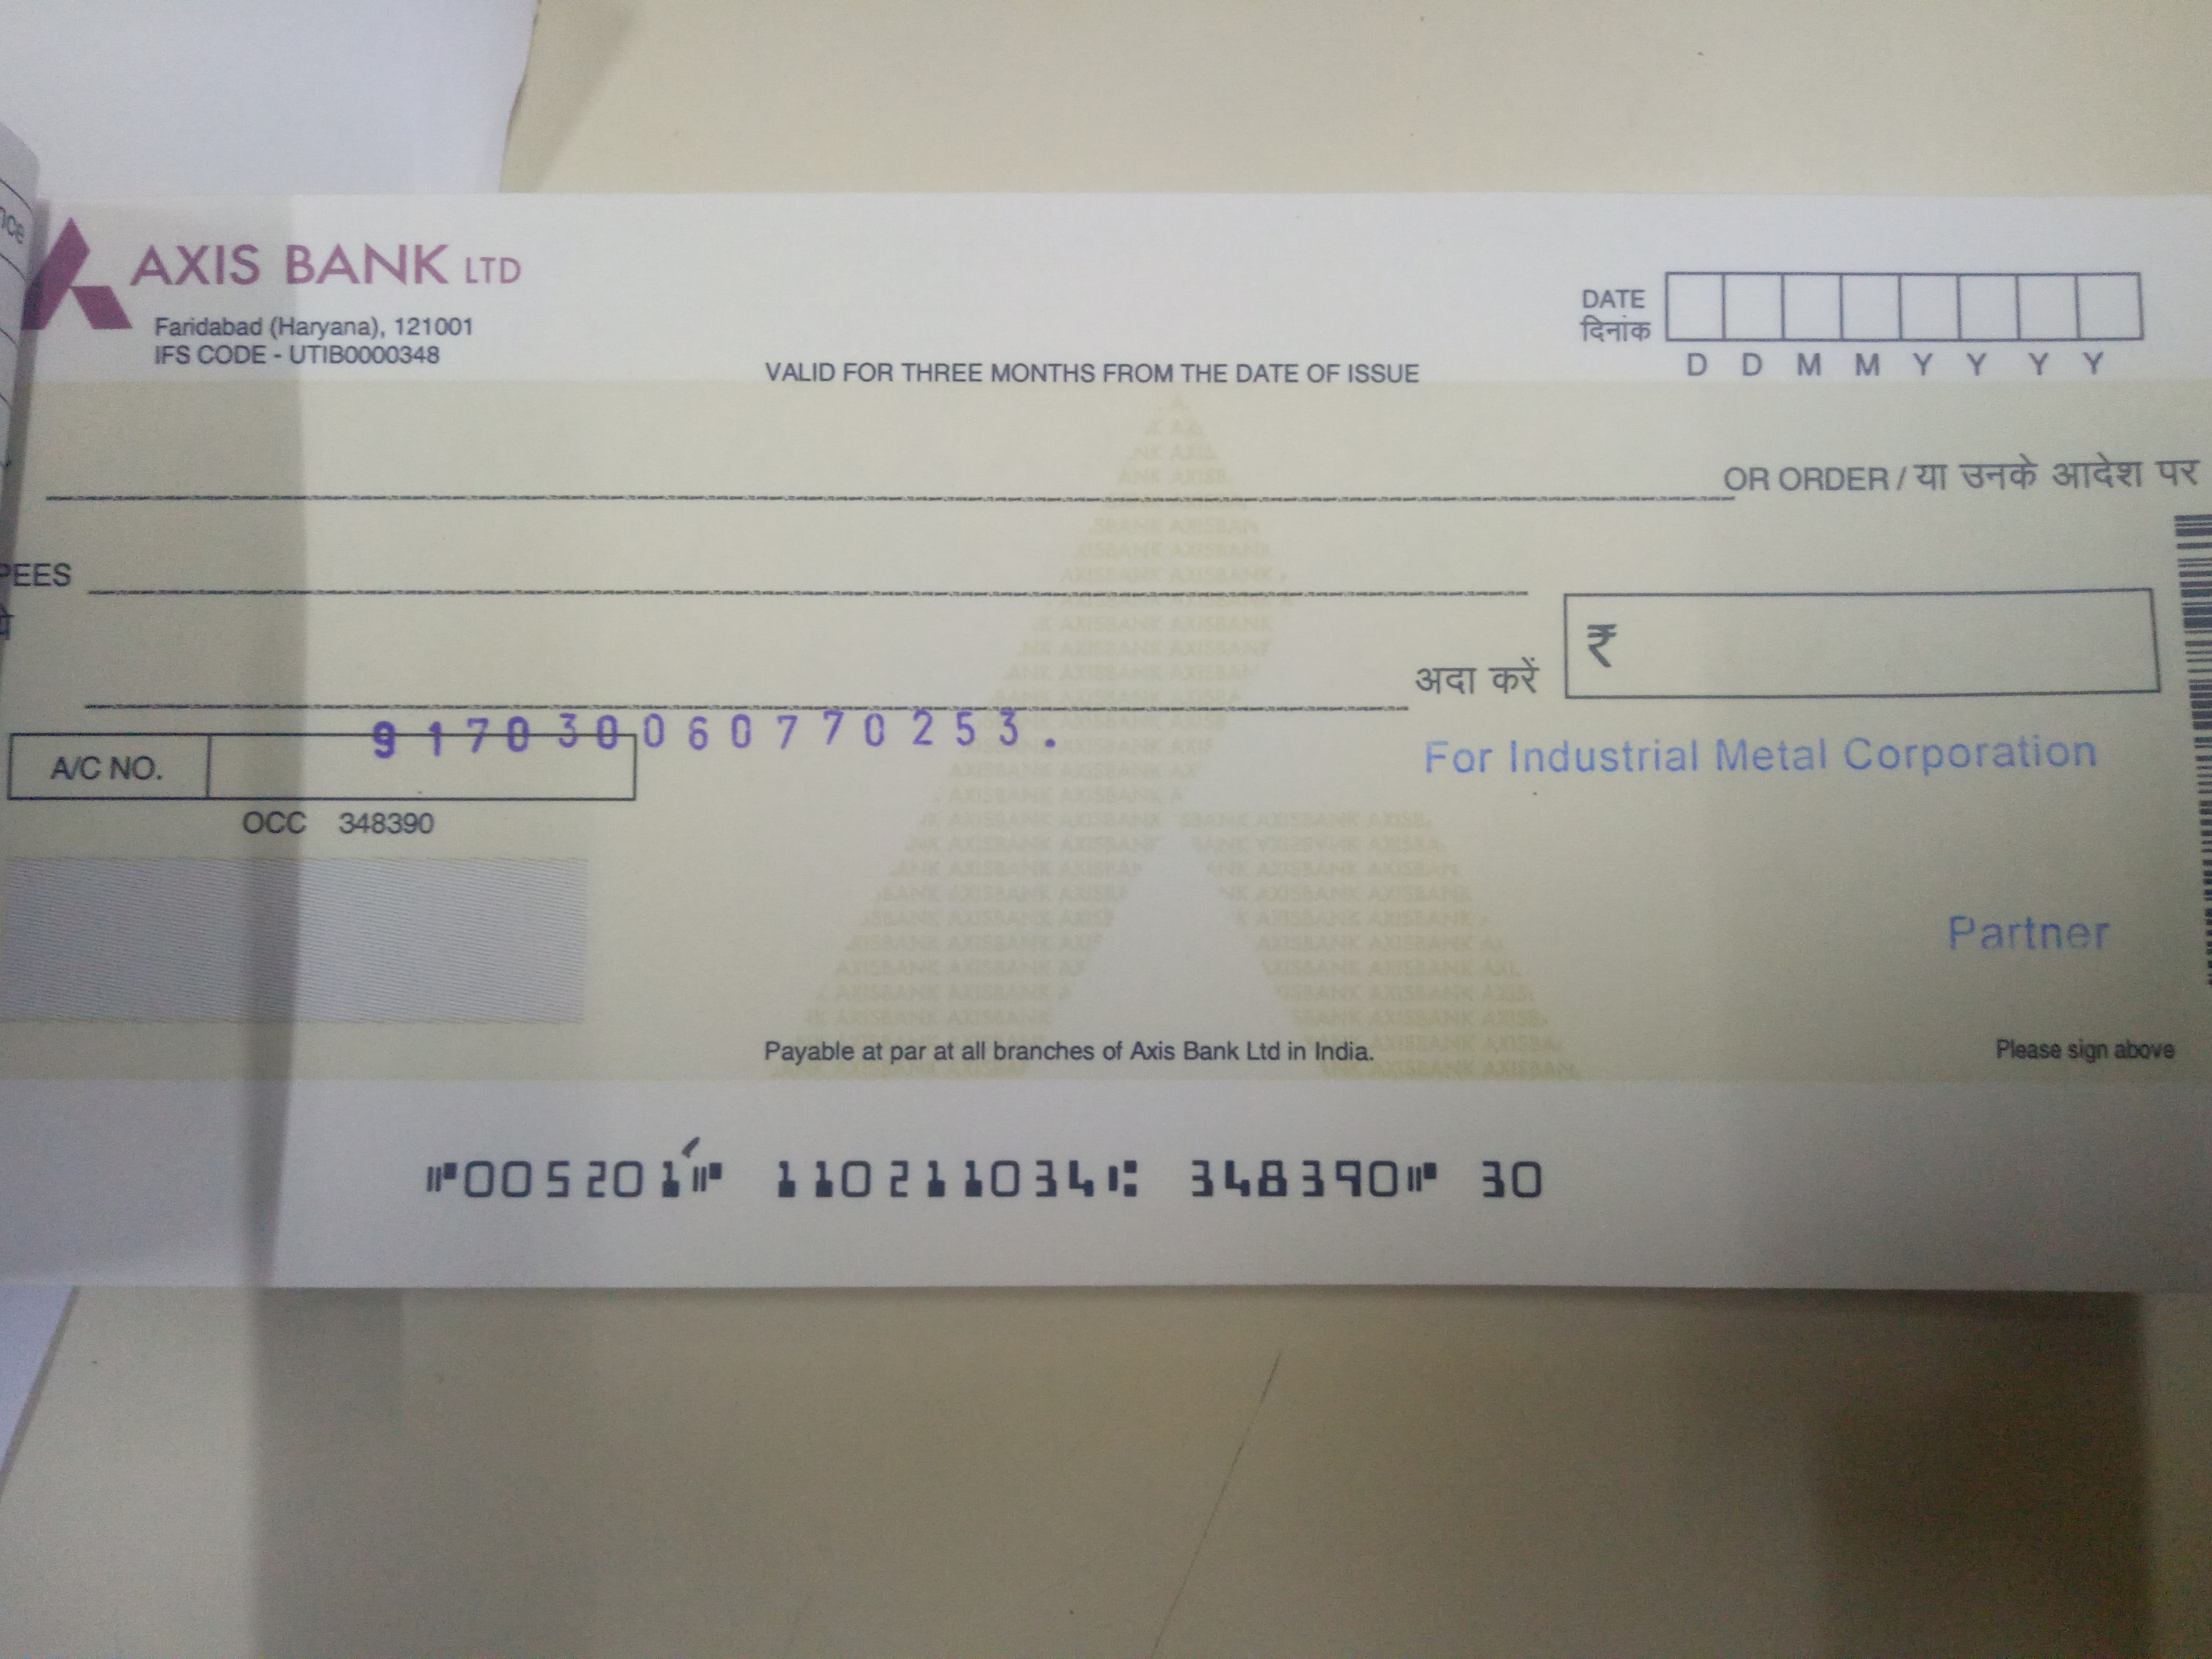 AXIS BANK LTD
Faridabad (Haryana), 121001
IFS CODE - UTIB0000348
VALID FOR THREE MONTHS FROM THE DATE OF ISSUE
DATE
दिनांक
D D M M Y Y Y Y
OR ORDER / या उनके आदेश पर
PEES
अदा करें ₹
A/C NO. 917030060770253.
OCC 348390
For Industrial Metal Corporation
Partner
Payable at par at all branches of Axis Bank Ltd in India.
Please sign above
⑈005201⑈ 110211034⑆ 348390⑈ 30